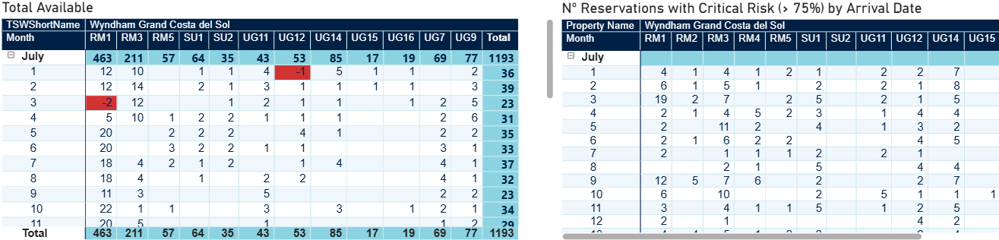 Total Available
TSWShortName Wyndham Grand Costa del Sol
Month RM1 RM3 RM5 SU1 SU2 UG11 UG12 UG14 UG15 UG16 UG7 UG9 Total
July 463 211 57 64 35 43 53 85 17 19 69 77 1193
1 12 10 1 1 4 -1 5 1 1 2 36
2 12 14 2 1 3 1 1 1 1 3 39
3 -2 12 1 2 1 1 1 2 5 23
4 5 10 1 2 2 1 1 1 2 6 31
5 20 2 2 2 4 1 2 2 35
6 20 3 2 2 1 1 3 1 33
7 18 4 2 1 2 1 4 4 1 37
8 18 4 1 2 2 4 1 32
9 11 3 5 2 2 23
10 22 1 1 3 3 1 2 1 34
11 20 5 1 1 2 29
Total 463 211 57 64 35 43 53 85 17 19 69 77 1193
Nº Reservations with Critical Risk (> 75%) by Arrival Date
Property Name Wyndham Grand Costa del Sol
Month RM1 RM2 RM3 RM4 RM5 SU1 SU2 UG11 UG12 UG14 UG15
July
1 4 1 4 1 2 1 2 2 7
2 6 1 5 1 2 2 1 8
3 19 2 7 2 5 2 1 5
4 2 1 4 5 2 3 1 4 4
5 2 11 2 4 1 3 2
6 2 1 6 2 2 4 5
7 2 1 1 1 2 2 1
8 2 1 5 4 4
9 12 5 7 6 2 2 7
10 6 10 2 5 1 1 1
11 3 4 1 1 5 1 2 5
12 2 1 4 2